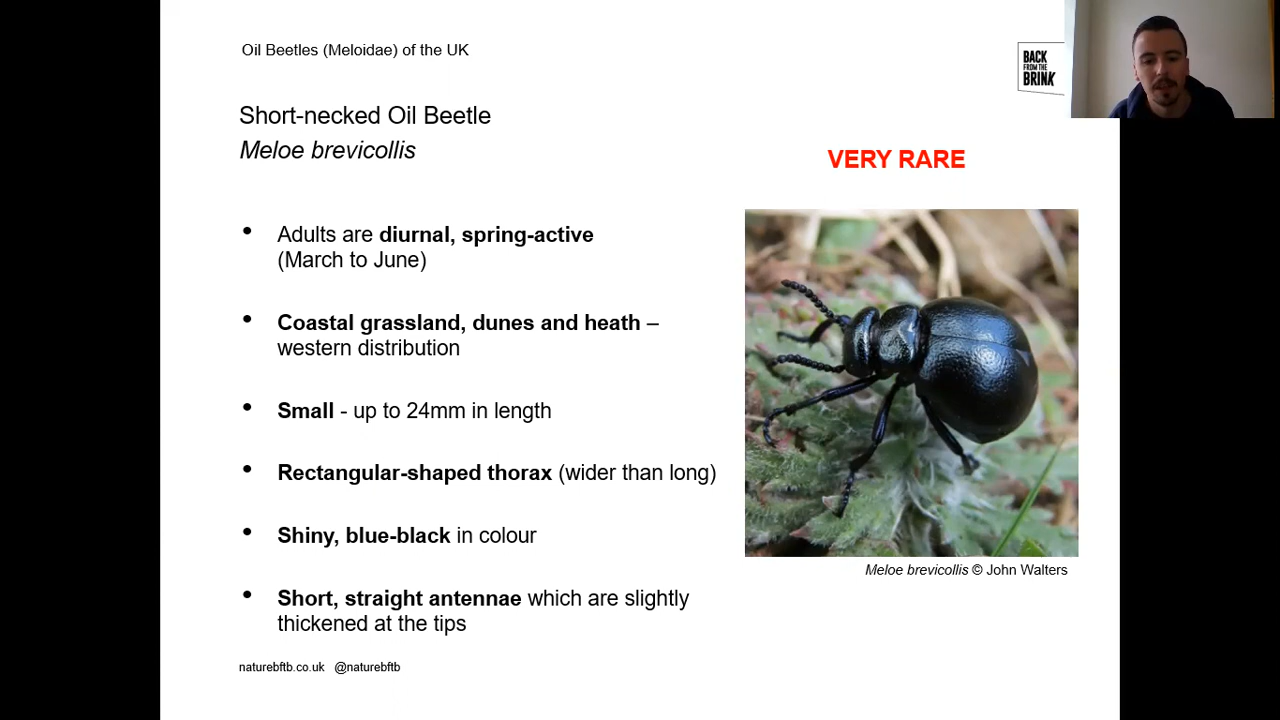 Oil Beetles (Meloidae) of the UK
BACK
FROM THE
BRINK
Short-necked Oil Beetle
Meloe brevicollis
VERY RARE
• Adults are diurnal, spring-active
(March to June)
• Coastal grassland, dunes and heath –
western distribution
• Small - up to 24mm in length
• Rectangular-shaped thorax (wider than long)
• Shiny, blue-black in colour
• Short, straight antennae which are slightly
thickened at the tips
Meloe brevicollis © John Walters
naturebftb.co.uk @naturebftb